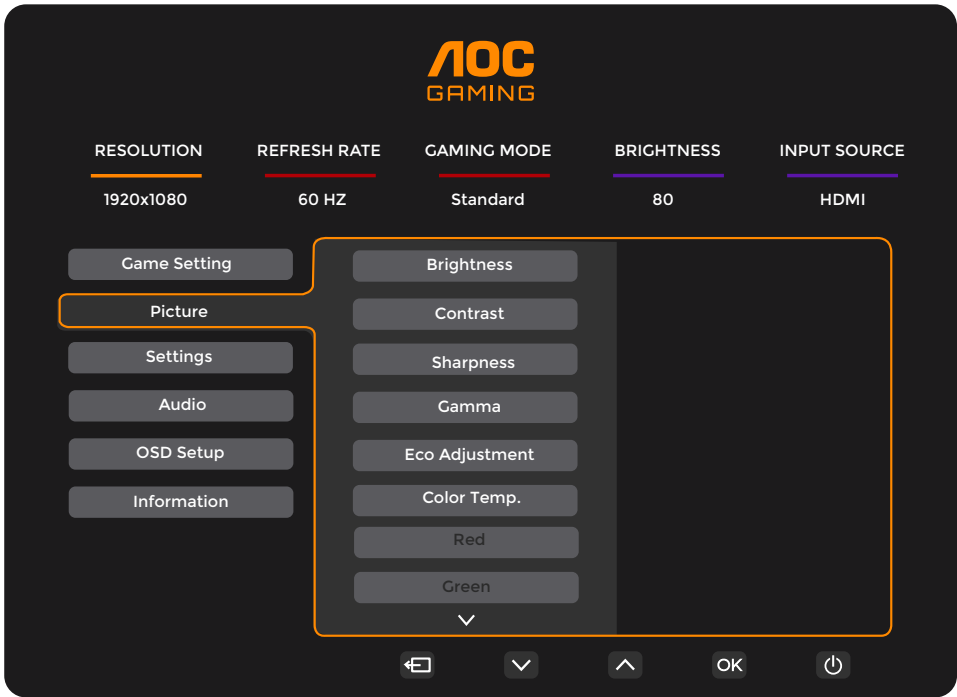 AOC
GAMING
RESOLUTION REFRESH RATE GAMING MODE BRIGHTNESS INPUT SOURCE
1920x1080 60 HZ Standard 80 HDMI
Game Setting
Picture
Settings
Audio
OSD Setup
Information
Brightness
Contrast
Sharpness
Gamma
Eco Adjustment
Color Temp.
Red
Green
OK